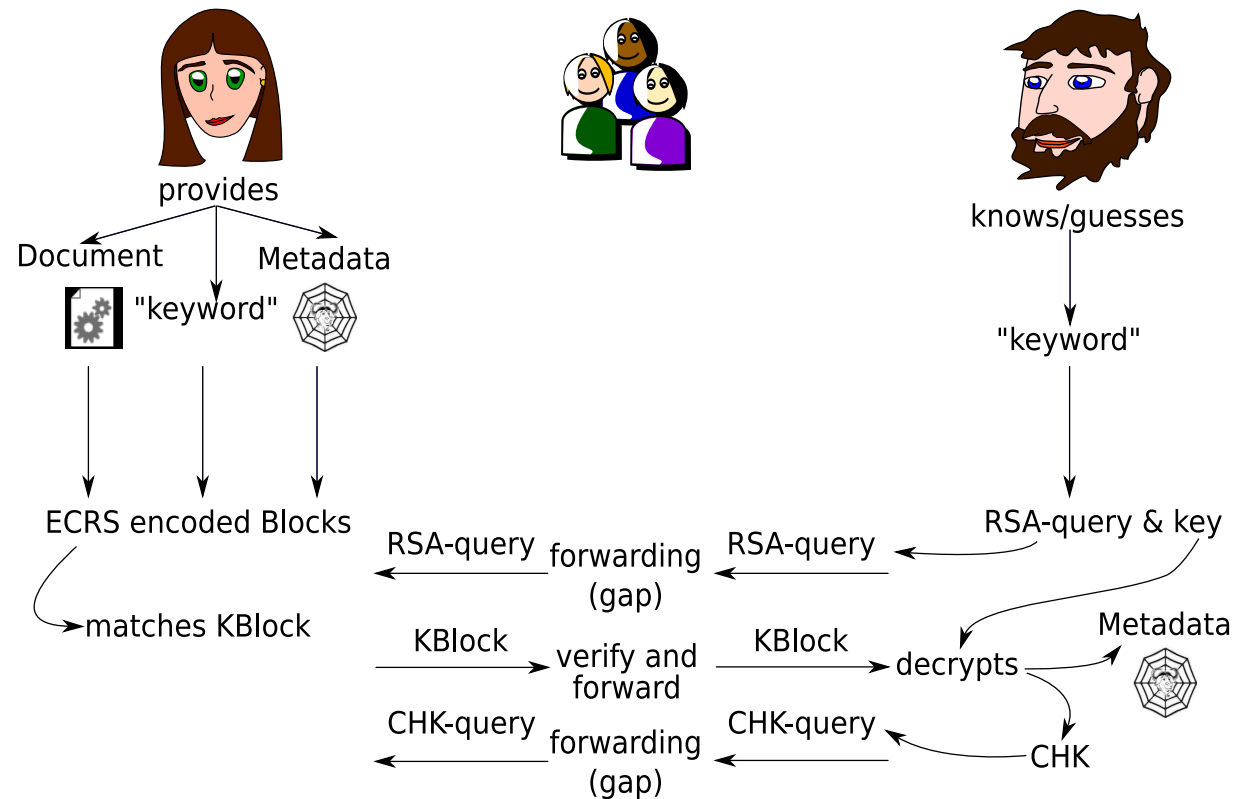 provides
knows/guesses
Document
Metadata
"keyword"
"keyword"
ECRS encoded Blocks
RSA-query & key
RSA-query
forwarding
(gap)
RSA-query
matches KBlock
KBlock
verify and
forward
KBlock
decrypts
Metadata
CHK-query
forwarding
(gap)
CHK-query
CHK